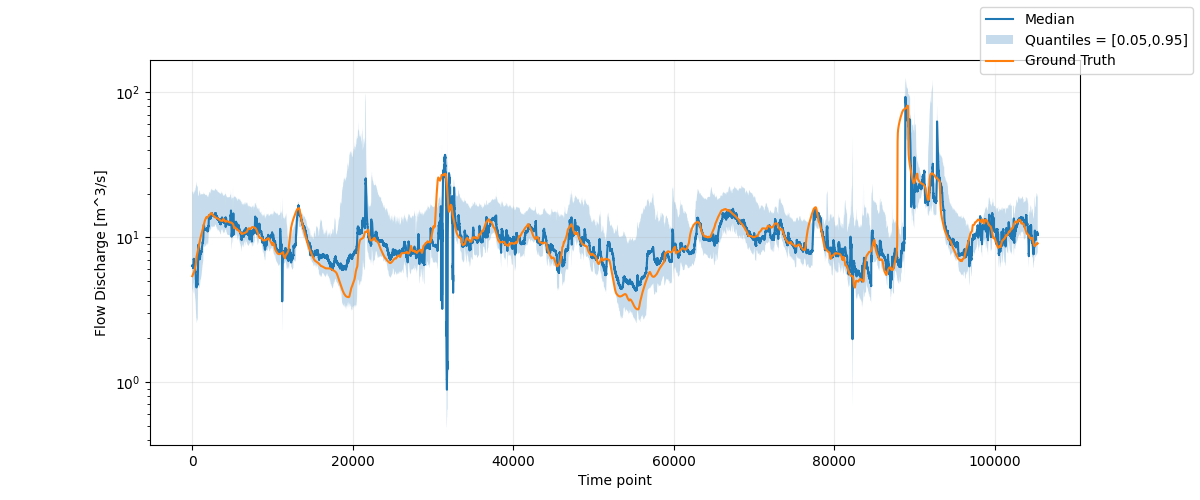 Median
Quantiles = [0.05,0.95]
Ground Truth
10^2
10^1
10^0
Flow Discharge [m^3/s]
0 20000 40000 60000 80000 100000
Time point